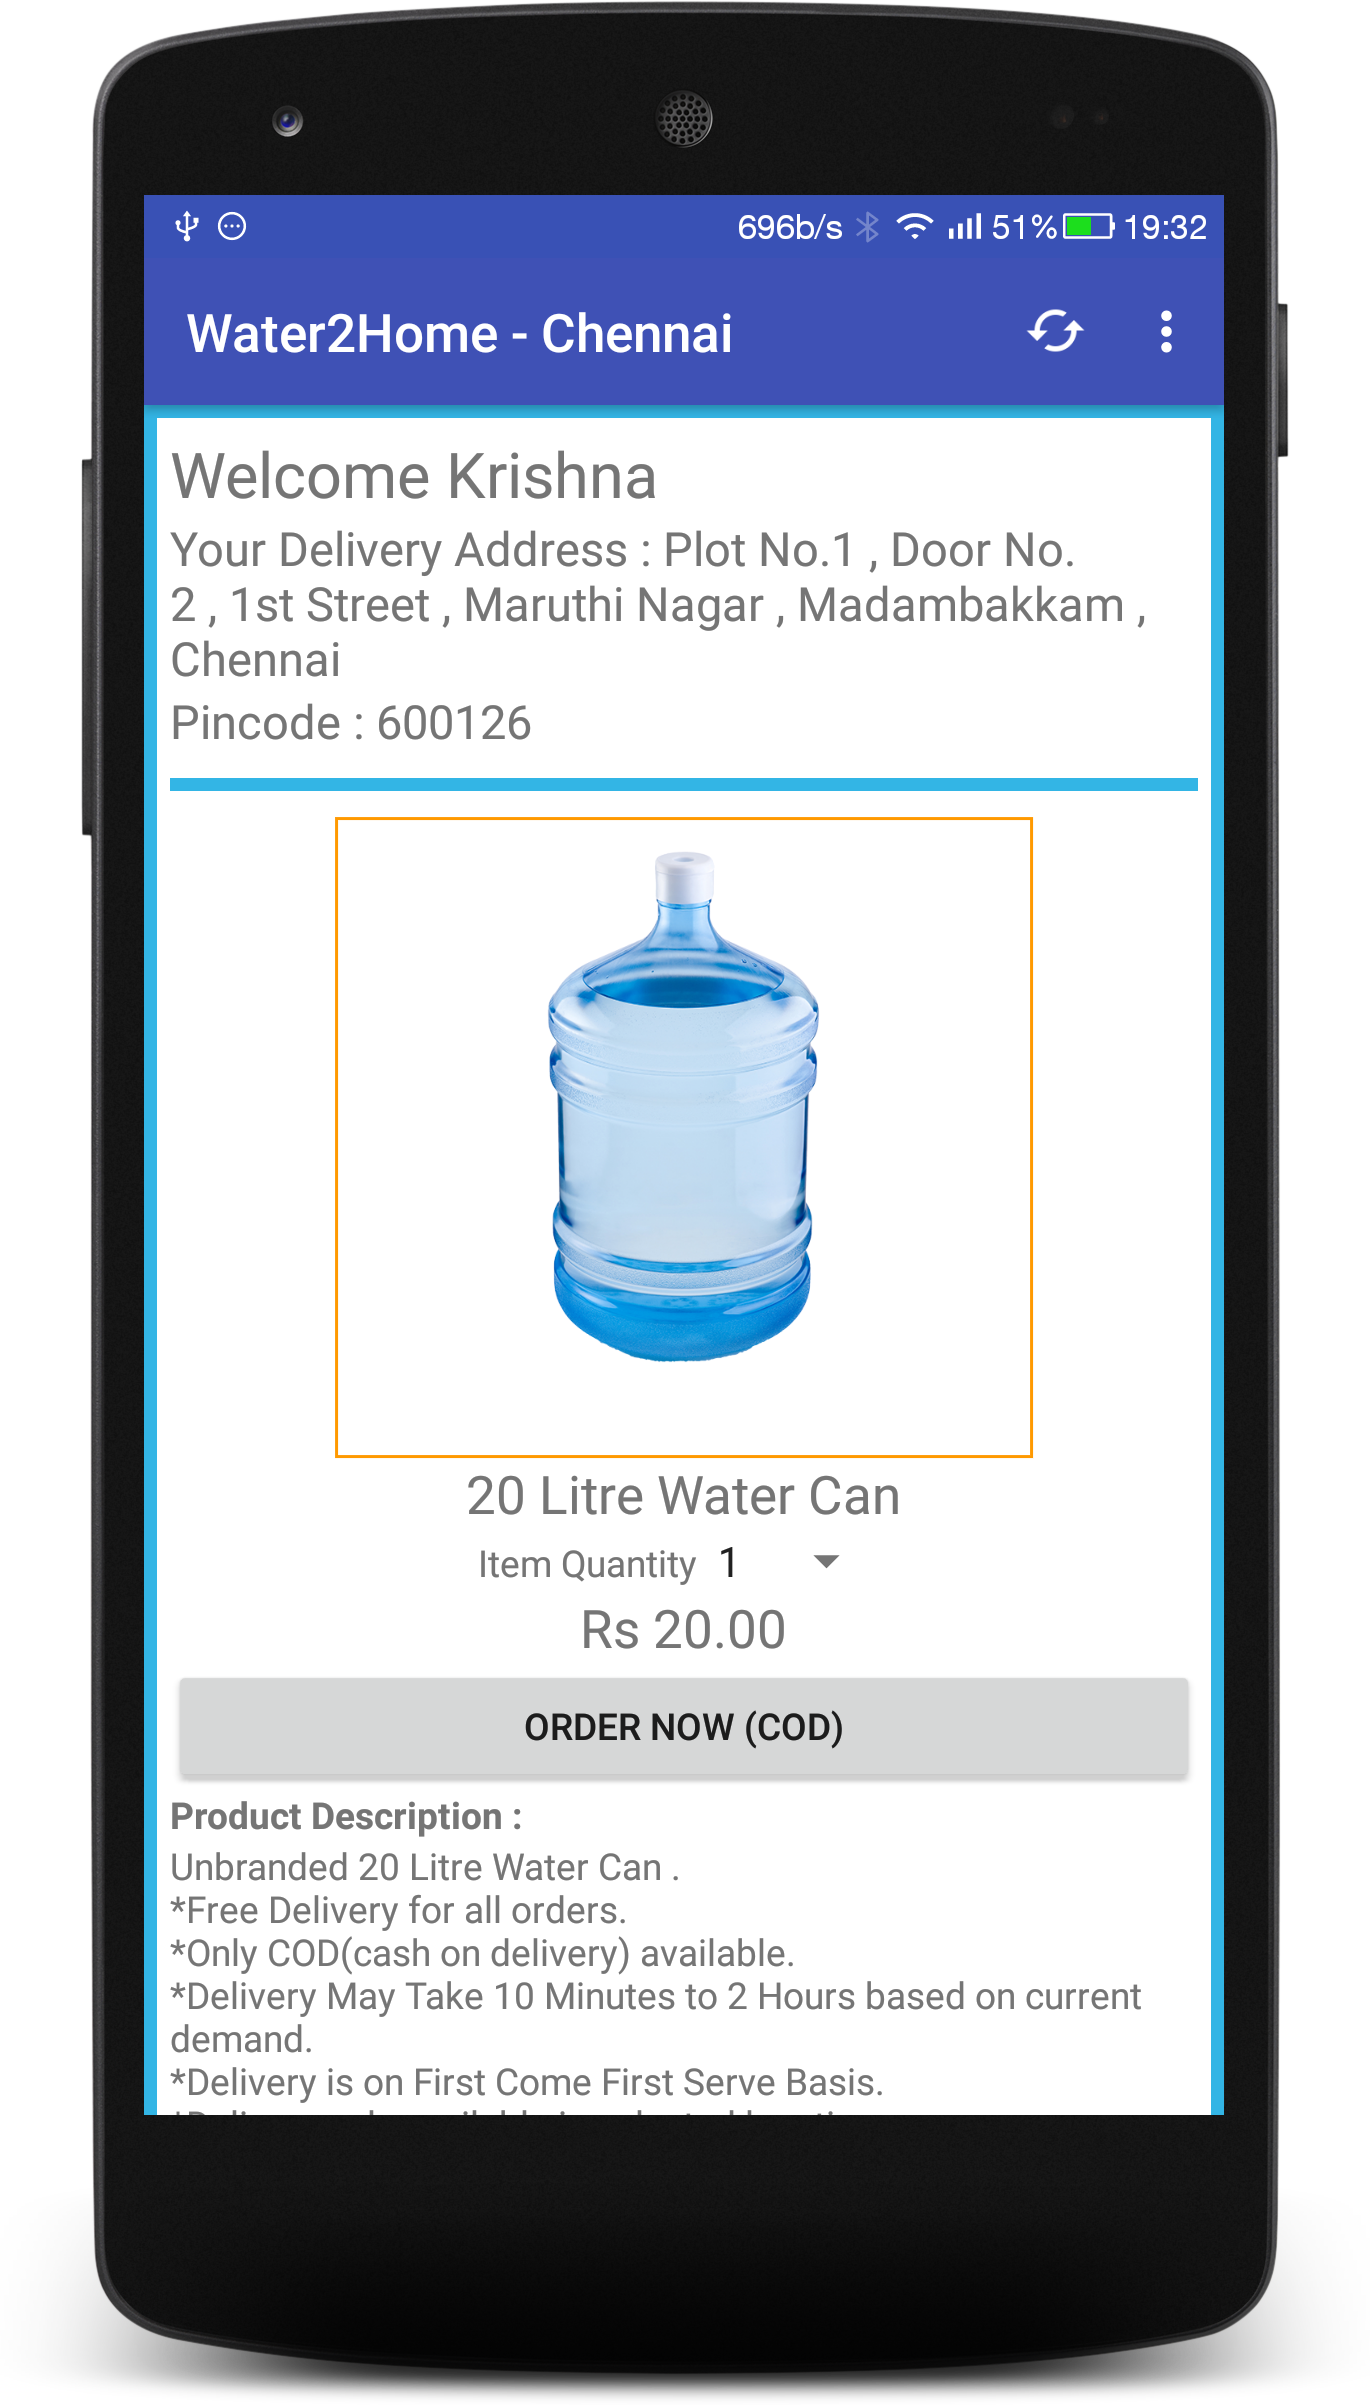 696b/s 51% 19:32
Water2Home - Chennai
Welcome Krishna
Your Delivery Address : Plot No.1 , Door No.
2 , 1st Street , Maruthi Nagar , Madambakkam ,
Chennai
Pincode : 600126
20 Litre Water Can
Item Quantity 1
Rs 20.00
ORDER NOW (COD)
Product Description :
Unbranded 20 Litre Water Can .
*Free Delivery for all orders.
*Only COD(cash on delivery) available.
*Delivery May Take 10 Minutes to 2 Hours based on current
demand.
*Delivery is on First Come First Serve Basis.